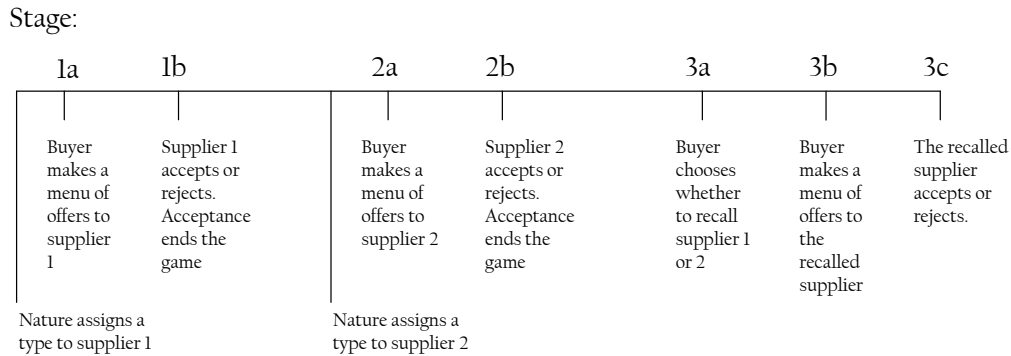 Stage:
1a 1b 2a 2b 3a 3b 3c
Buyer
makes a
menu of
offers to
supplier
1
Supplier 1
accepts or
rejects.
Acceptance
ends the
game
Buyer
makes a
menu of
offers to
supplier 2
Supplier 2
accepts or
rejects.
Acceptance
ends the
game
Buyer
chooses
whether
to recall
supplier 1
or 2
Buyer
makes a
menu of
offers to
the
recalled
supplier
The recalled
supplier
accepts or
rejects.
Nature assigns a
type to supplier 1
Nature assigns a
type to supplier 2